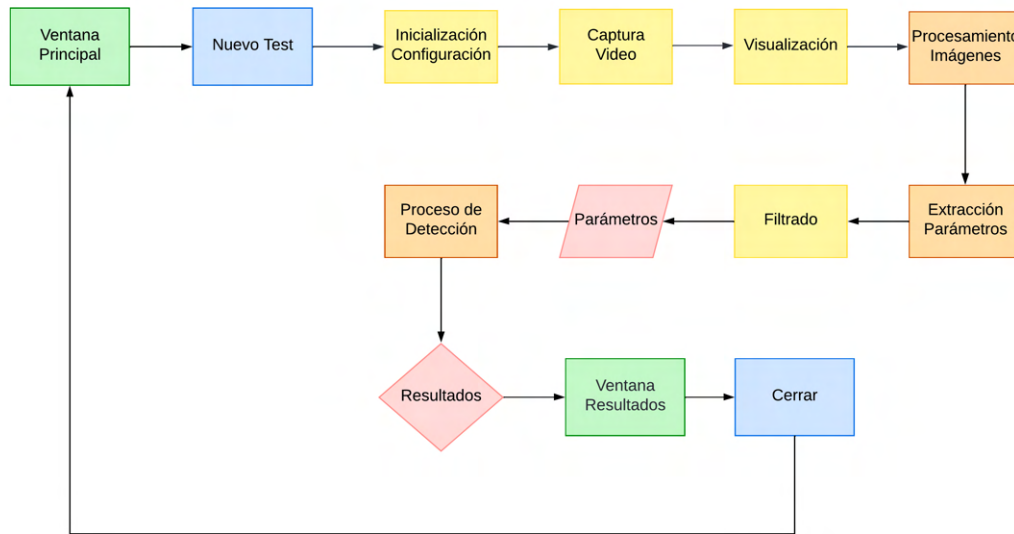 Ventana
Principal
Nuevo Test
Inicialización
Configuración
Captura
Video
Visualización
Procesamiento
Imágenes
Extracción
Parámetros
Filtrado
Parámetros
Proceso de
Detección
Resultados
Ventana
Resultados
Cerrar